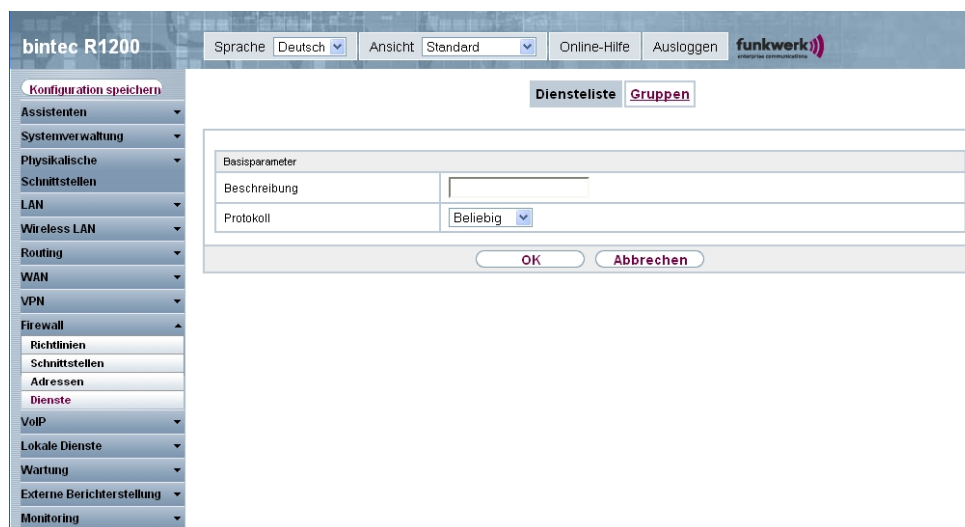 bintec R1200
Sprache Deutsch Ansicht Standard Online-Hilfe Ausloggen funkwerk
enterprise communications
Konfiguration speichern
Assistenten
Systemverwaltung
Physikalische
Schnittstellen
LAN
Wireless LAN
Routing
WAN
VPN
Firewall
Richtlinien
Schnittstellen
Adressen
Dienste
VoIP
Lokale Dienste
Wartung
Externe Berichterstellung
Monitoring
Diensteliste Gruppen
Basisparameter
Beschreibung
Protokoll Beliebig
OK Abbrechen